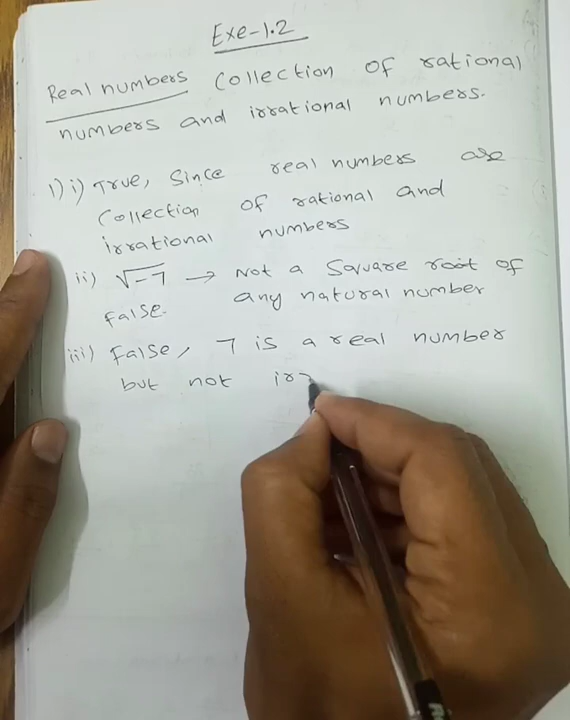 Exe-1.2
Real numbers Collection of rational
numbers and irrational numbers.
1) i) True, Since real numbers are
Collection of rational and
irrational numbers
ii) √-7 → Not a Square root of
any natural number
False.
iii) False, 7 is a real number
but not irr